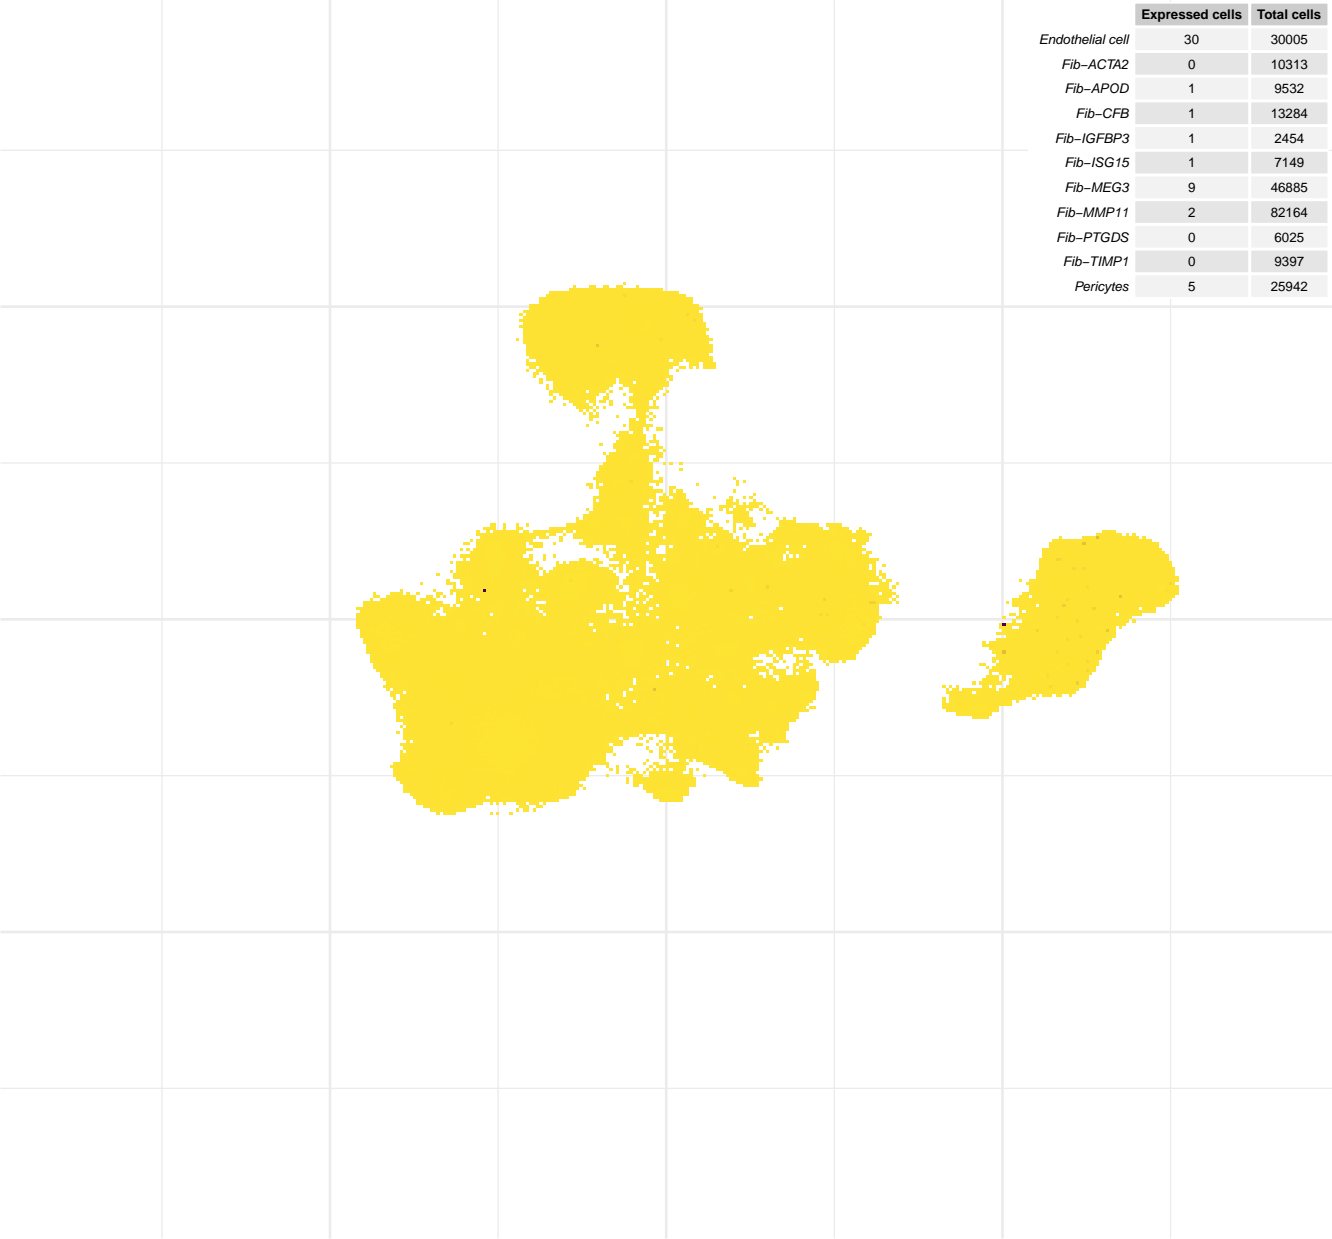 Expressed cells Total cells
Endothelial cell 30 30005
Fib−ACTA2 0 10313
Fib−APOD 1 9532
Fib−CFB 1 13284
Fib−IGFBP3 1 2454
Fib−ISG15 1 7149
Fib−MEG3 9 46885
Fib−MMP11 2 82164
Fib−PTGDS 0 6025
Fib−TIMP1 0 9397
Pericytes 5 25942